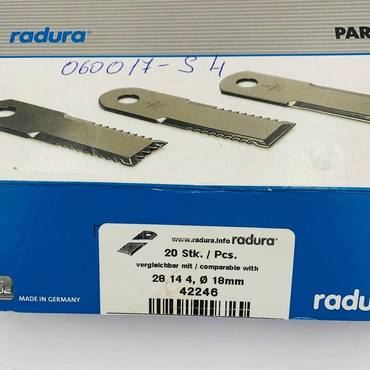 radura®
PAR
060017-S4
www.radura.info radura®
20 Stk. / Pcs.
vergleichbar mit / comparable with
28 14 4, Ø 18mm
42246
MADE IN GERMANY
radu